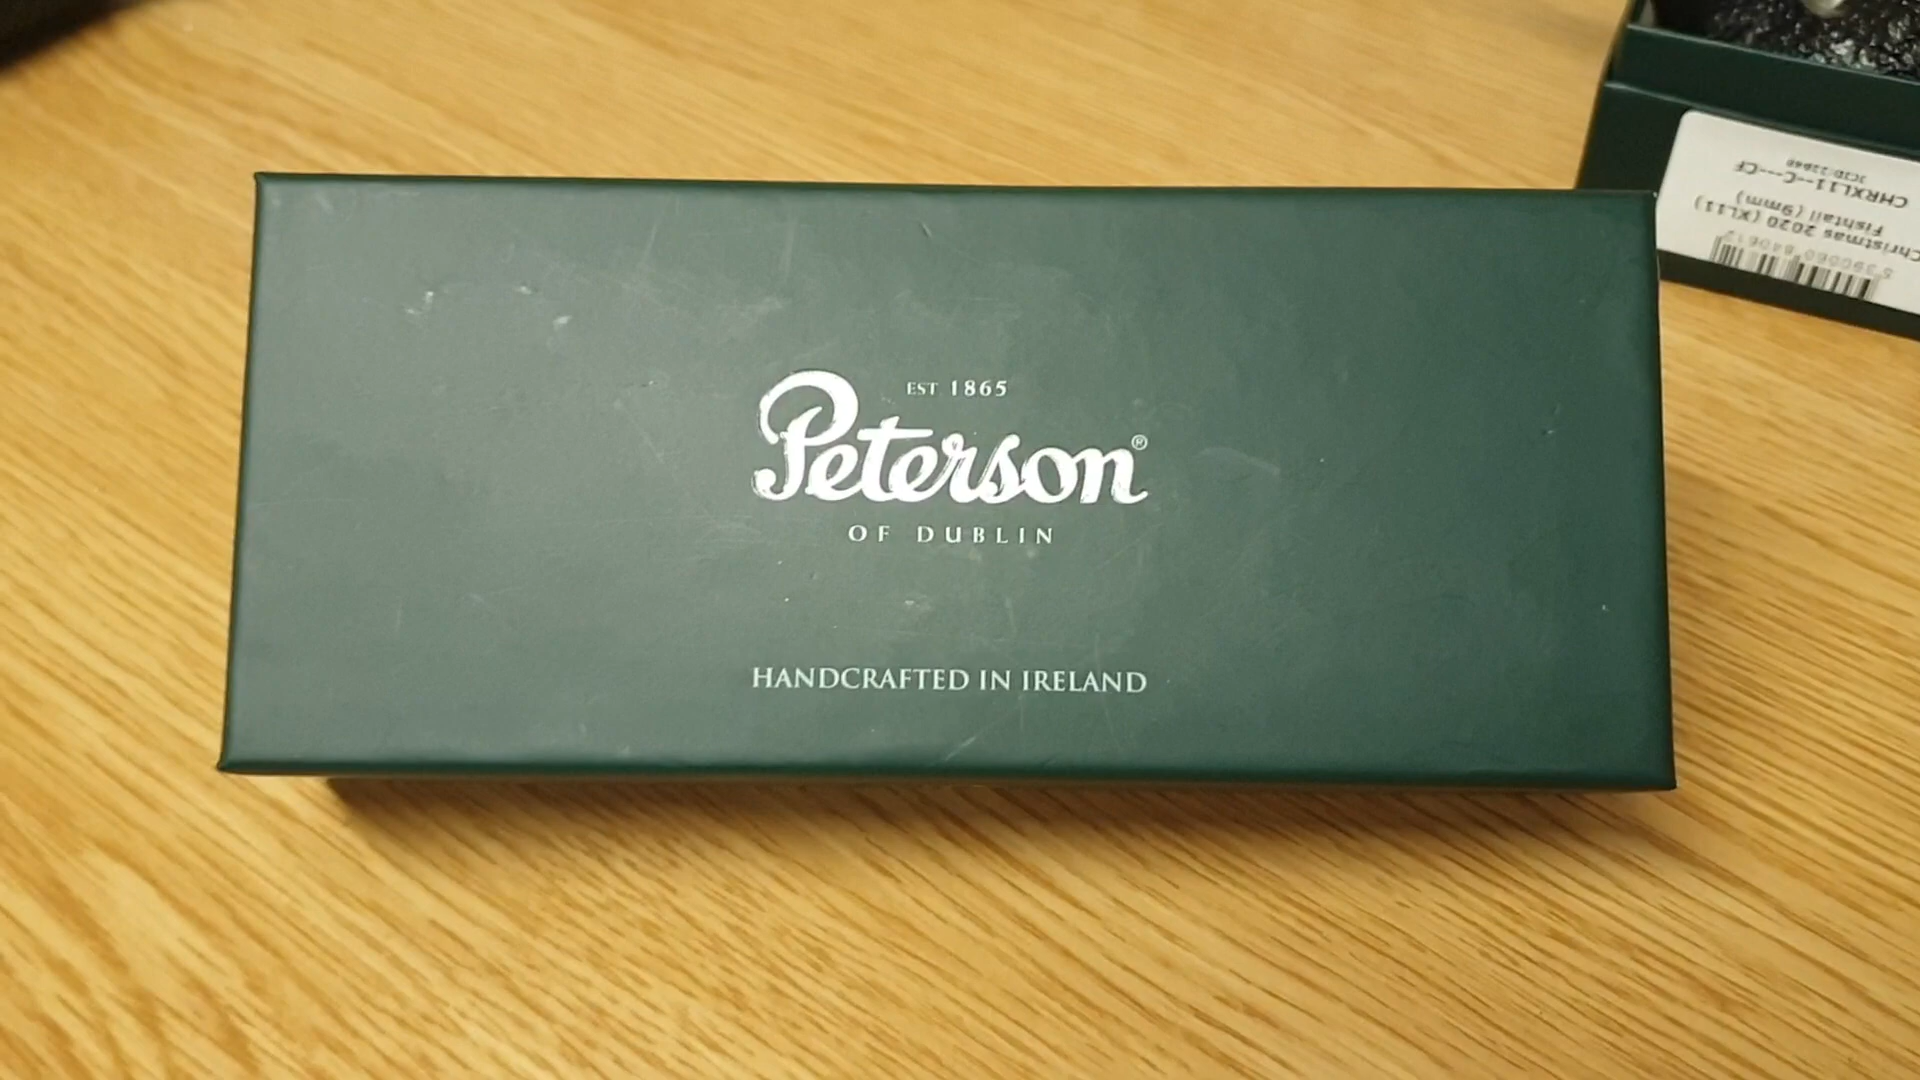 EST 1865
Peterson®
OF DUBLIN
HANDCRAFTED IN IRELAND
CHRXL11--C---CF
Christmas 2020 (XL11)
Fishtail (9mm)